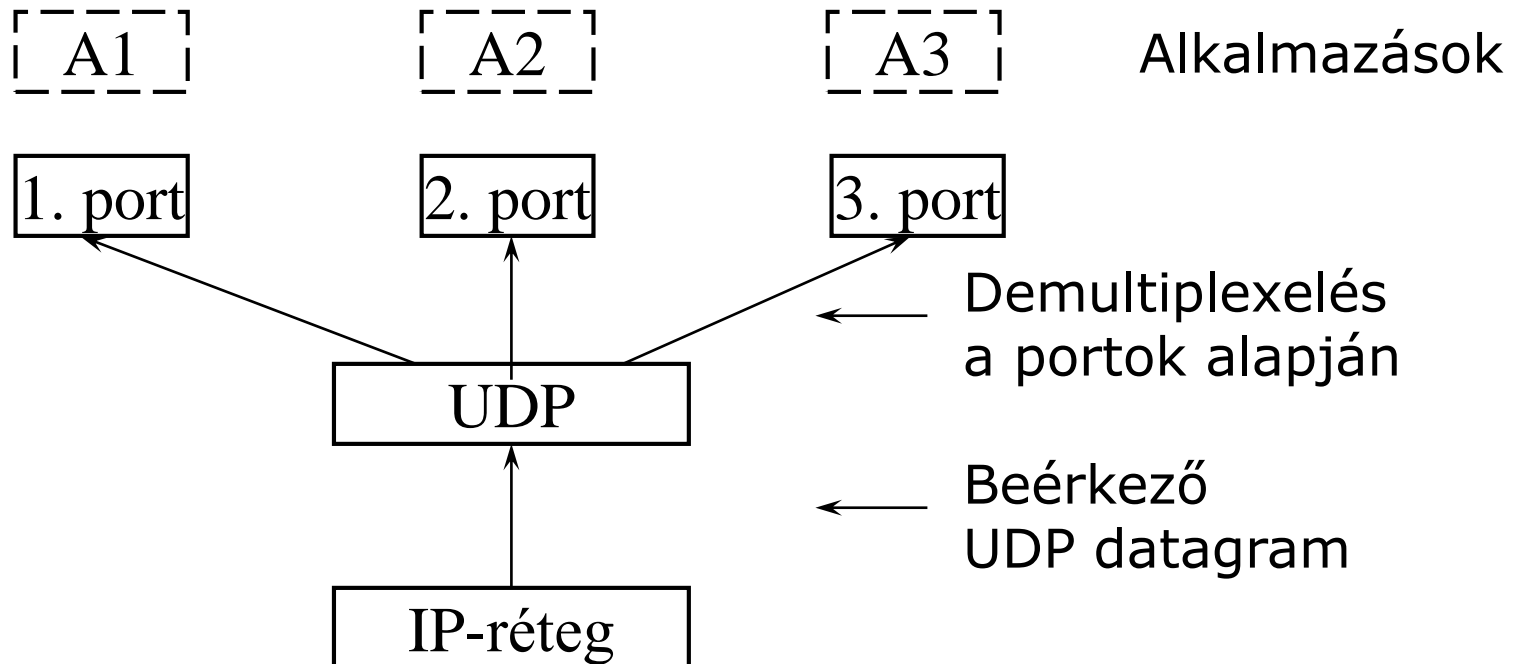 A1 A2 A3 Alkalmazások
1. port 2. port 3. port
Demultiplexelés
a portok alapján
UDP
Beérkező
UDP datagram
IP-réteg